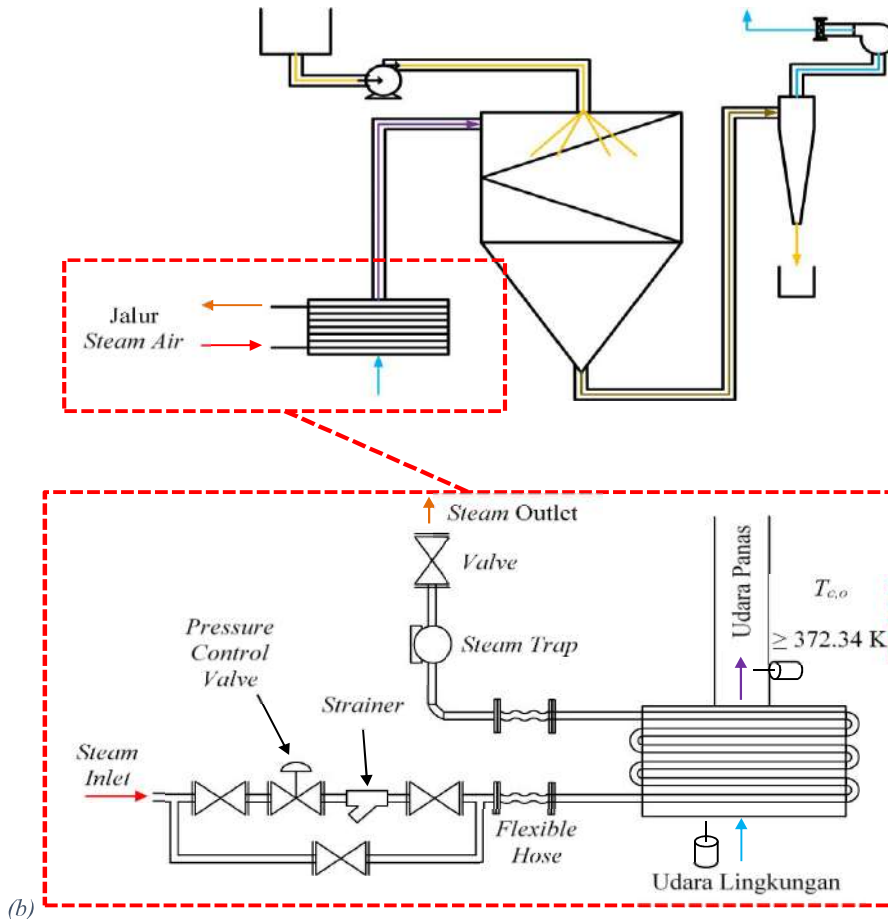 Jalur
Steam Air
Steam Outlet
Valve
Udara Panas
T_{c,o}
≥ 372.34 K
Pressure
Control
Valve
Steam Trap
Strainer
Steam
Inlet
Flexible
Hose
Udara Lingkungan
(b)